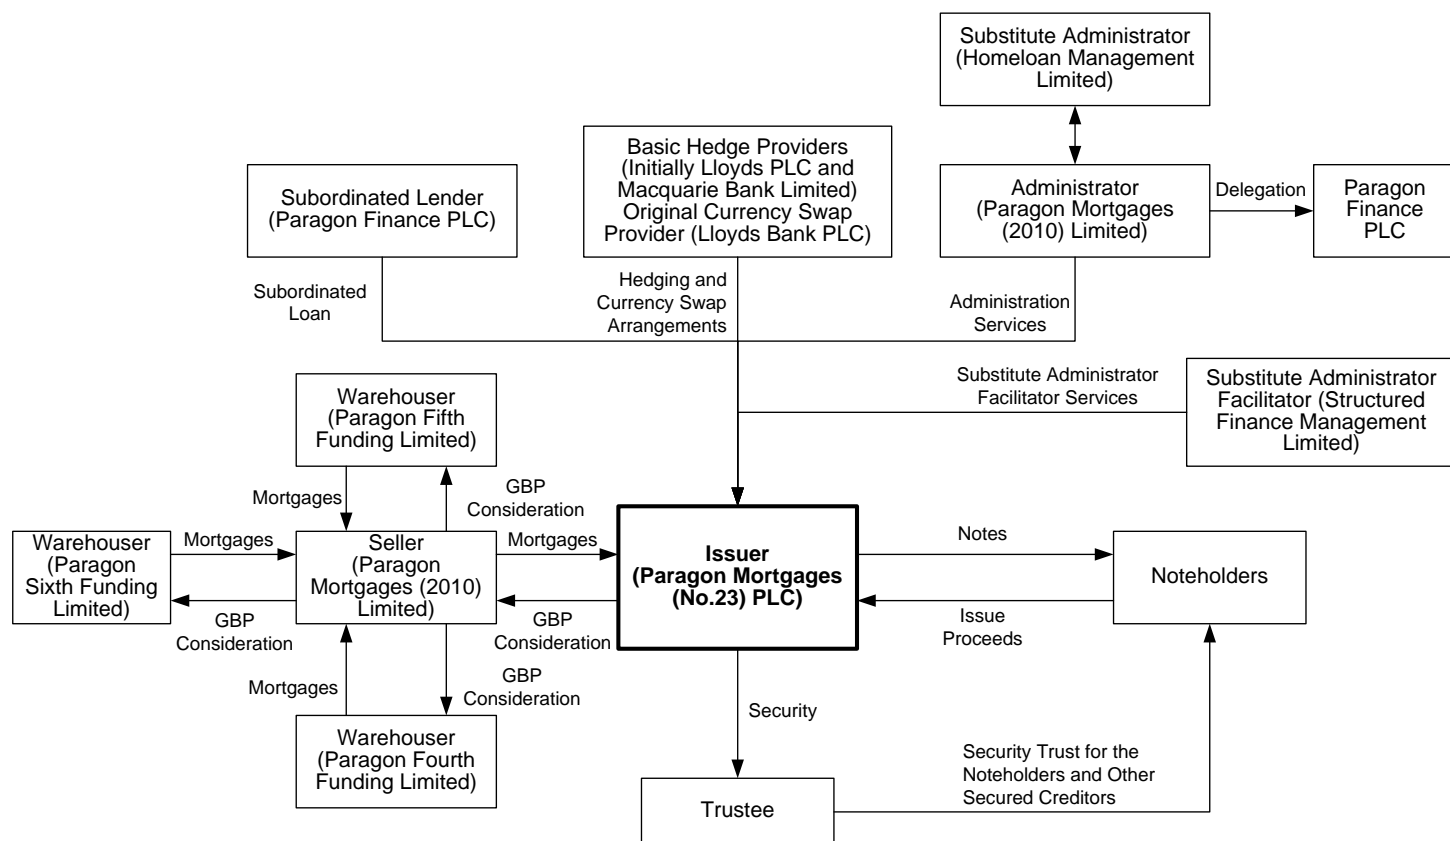 Substitute Administrator
(Homeloan Management
Limited)
Basic Hedge Providers
(Initially Lloyds PLC and
Macquarie Bank Limited)
Original Currency Swap
Provider (Lloyds Bank PLC)
Subordinated Lender
(Paragon Finance PLC)
Administrator
(Paragon Mortgages
(2010) Limited)
Delegation
Paragon
Finance
PLC
Subordinated
Loan
Hedging and
Currency Swap
Arrangements
Administration
Services
Substitute Administrator
Facilitator Services
Substitute Administrator
Facilitator (Structured
Finance Management
Limited)
Warehouser
(Paragon Fifth
Funding Limited)
Mortgages
GBP
Consideration
Warehouser
(Paragon
Sixth Funding
Limited)
Mortgages
GBP
Consideration
Seller
(Paragon
Mortgages (2010)
Limited)
Mortgages
GBP
Consideration
Issuer
(Paragon Mortgages
(No.23) PLC)
Notes
Issue
Proceeds
Noteholders
Mortgages
GBP
Consideration
Warehouser
(Paragon Fourth
Funding Limited)
Security
Trustee
Security Trust for the
Noteholders and Other
Secured Creditors